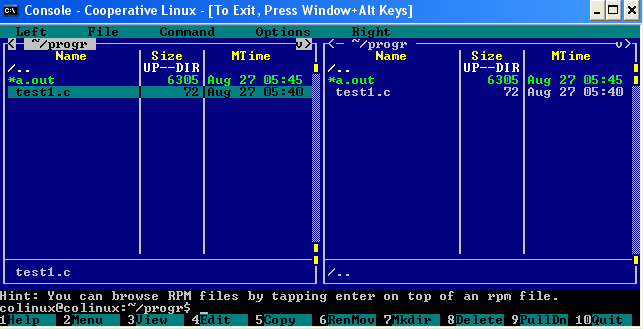 Console - Cooperative Linux - [To Exit, Press Window+Alt Keys]
Left File Command Options Right
<- ~/progr v> <- ~/progr v>
Name Size MTime Name Size MTime
/.. UP--DIR /.. UP--DIR
*a.out 6305 Aug 27 05:45 *a.out 6305 Aug 27 05:45
test1.c 72 Aug 27 05:40 test1.c 72 Aug 27 05:40
test1.c /..
Hint: You can browse RPM files by tapping enter on top of an rpm file.
colinux@colinux:~/progr$ _
1Help 2Menu 3View 4Edit 5Copy 6RenMov 7Mkdir 8Delete 9PullDn 10Quit